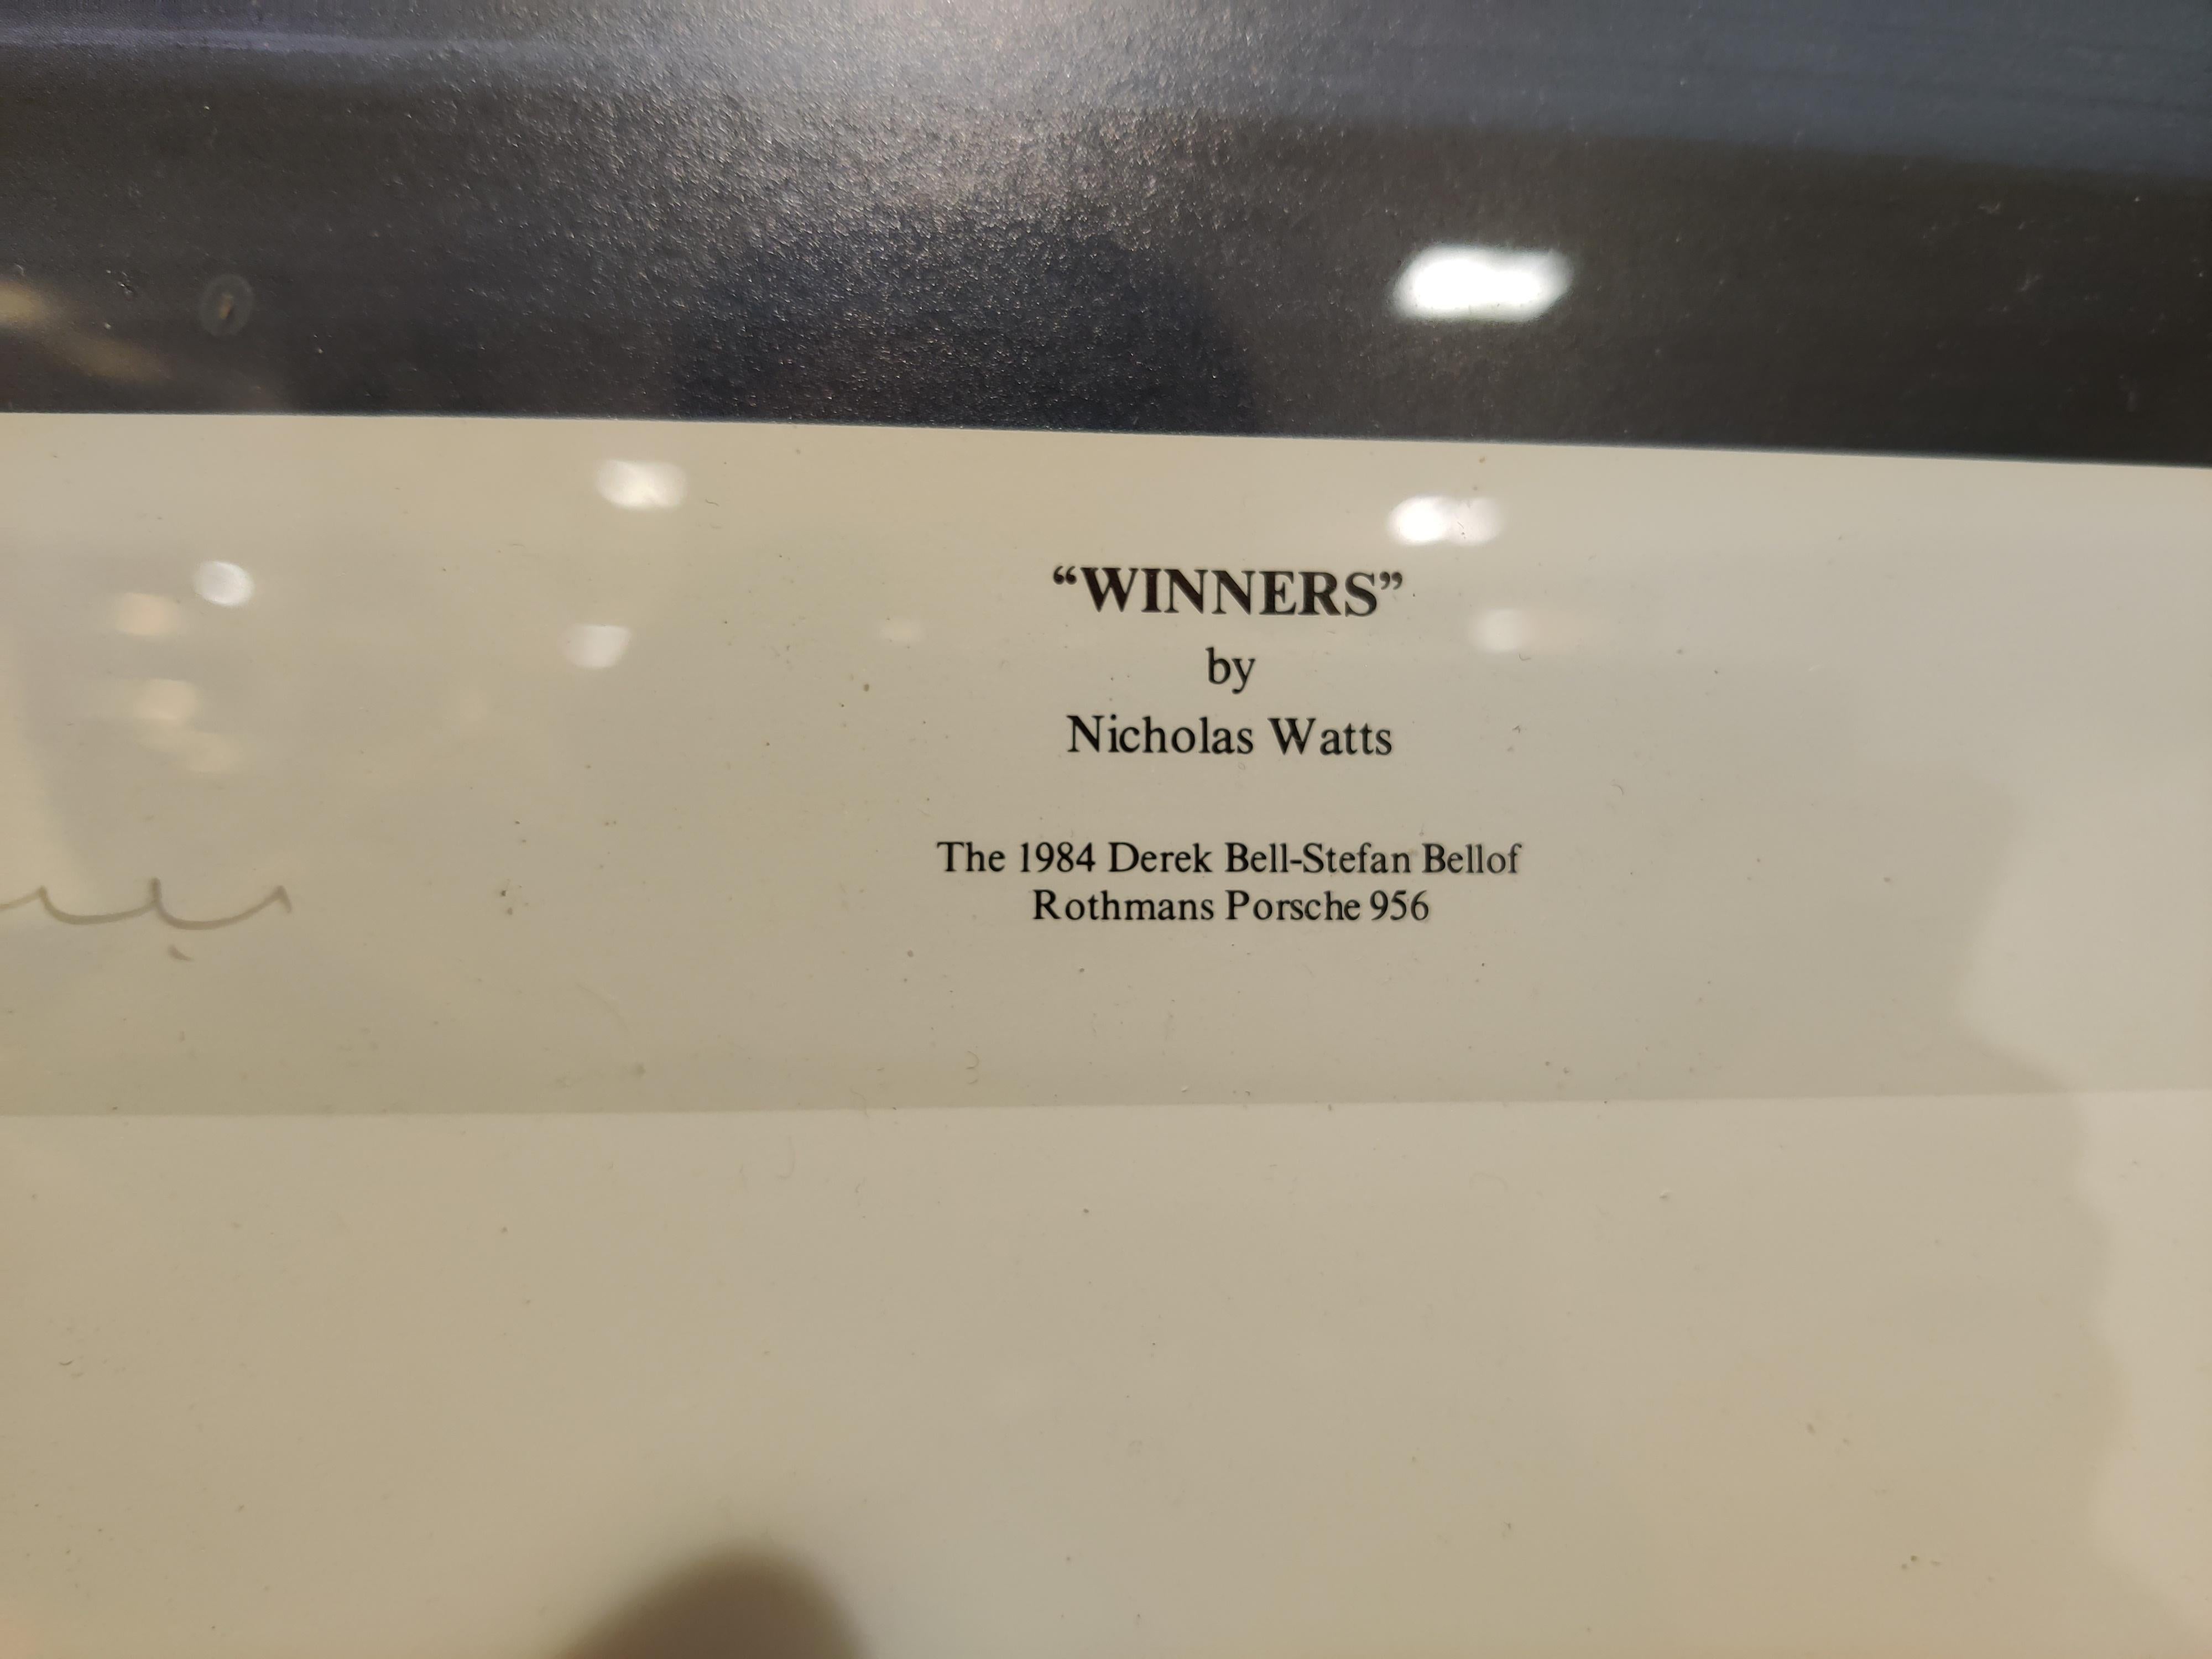 “WINNERS”
by
Nicholas Watts
The 1984 Derek Bell-Stefan Bellof
Rothmans Porsche 956